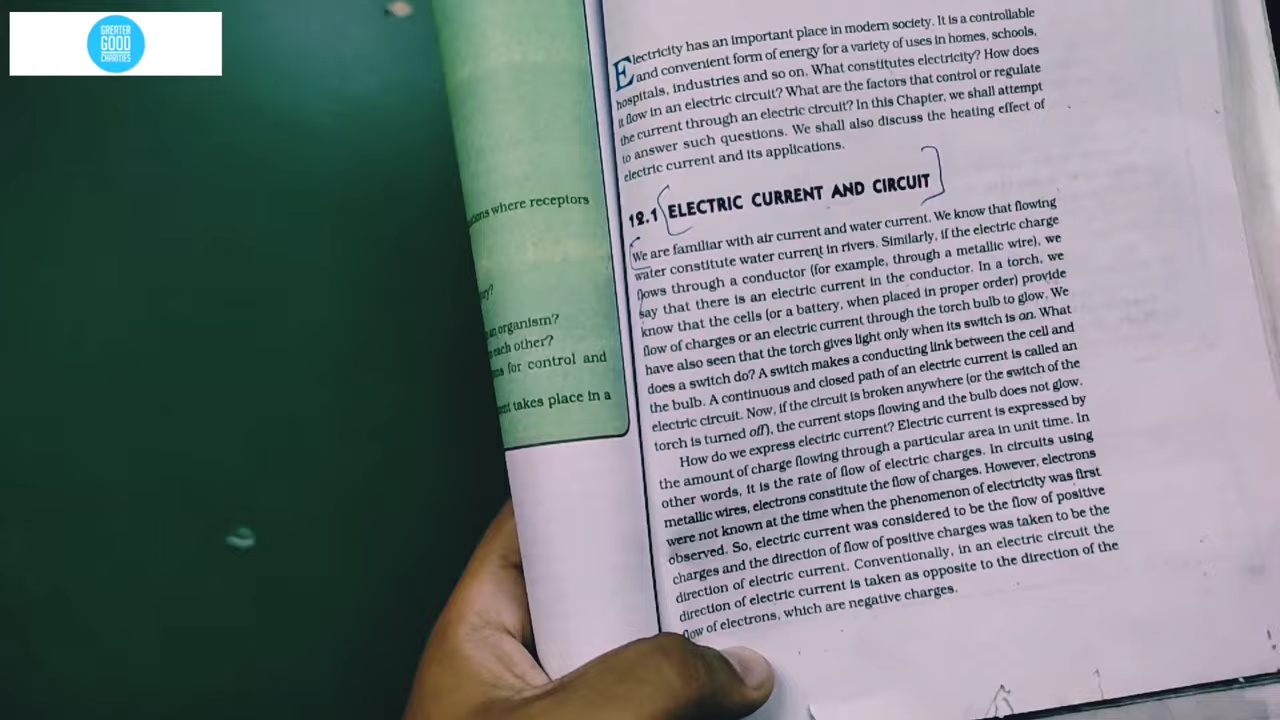 GREATER
GOOD
CHARITIES
where receptors
an organism?
each other?
for control and
takes place in a
Electricity has an important place in modern society. It is a controllable
and convenient form of energy for a variety of uses in homes, schools,
hospitals, industries and so on. What constitutes electricity? How does
it flow in an electric circuit? What are the factors that control or regulate
the current through an electric circuit? In this Chapter, we shall attempt
to answer such questions. We shall also discuss the heating effect of
electric current and its applications.
12.1 ELECTRIC CURRENT AND CIRCUIT
We are familiar with air current and water current. We know that flowing
water constitute water current in rivers. Similarly, if the electric charge
flows through a conductor (for example, through a metallic wire), we
say that there is an electric current in the conductor. In a torch, we
know that the cells (or a battery, when placed in proper order) provide
flow of charges or an electric current through the torch bulb to glow. We
have also seen that the torch gives light only when its switch is on. What
does a switch do? A switch makes a conducting link between the cell and
the bulb. A continuous and closed path of an electric current is called an
electric circuit. Now, if the circuit is broken anywhere (or the switch of the
torch is turned off), the current stops flowing and the bulb does not glow.
How do we express electric current? Electric current is expressed by
the amount of charge flowing through a particular area in unit time. In
other words, it is the rate of flow of electric charges. In circuits using
metallic wires, electrons constitute the flow of charges. However, electrons
were not known at the time when the phenomenon of electricity was first
observed. So, electric current was considered to be the flow of positive
charges and the direction of flow of positive charges was taken to be the
direction of electric current. Conventionally, in an electric circuit the
direction of electric current is taken as opposite to the direction of the
flow of electrons, which are negative charges.